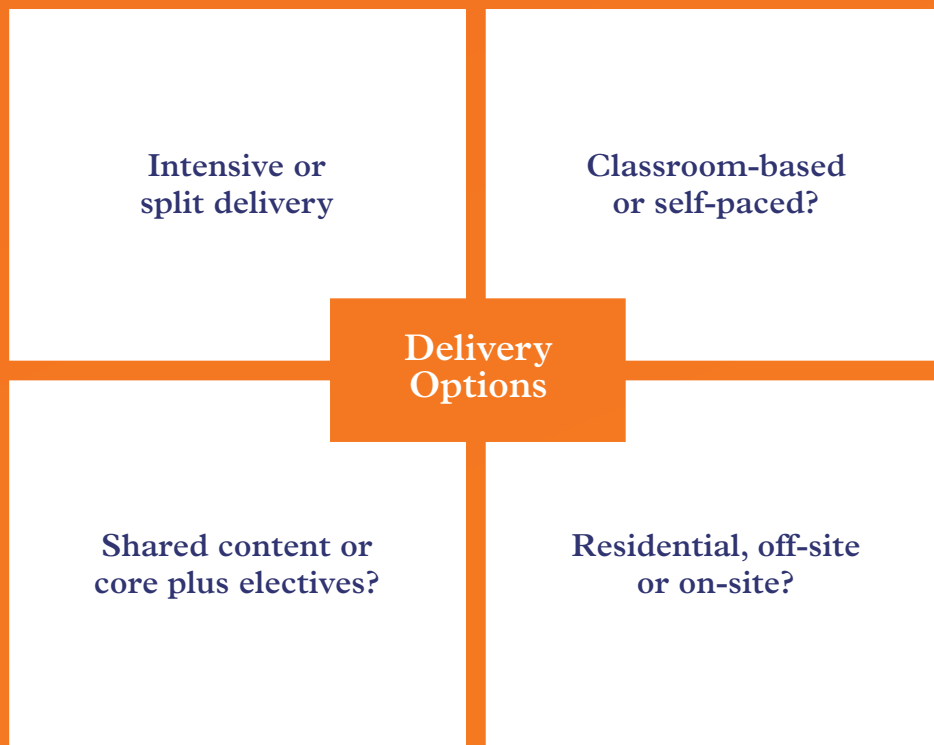 Intensive or
split delivery
Classroom-based
or self-paced?
Delivery
Options
Shared content or
core plus electives?
Residential, off-site
or on-site?